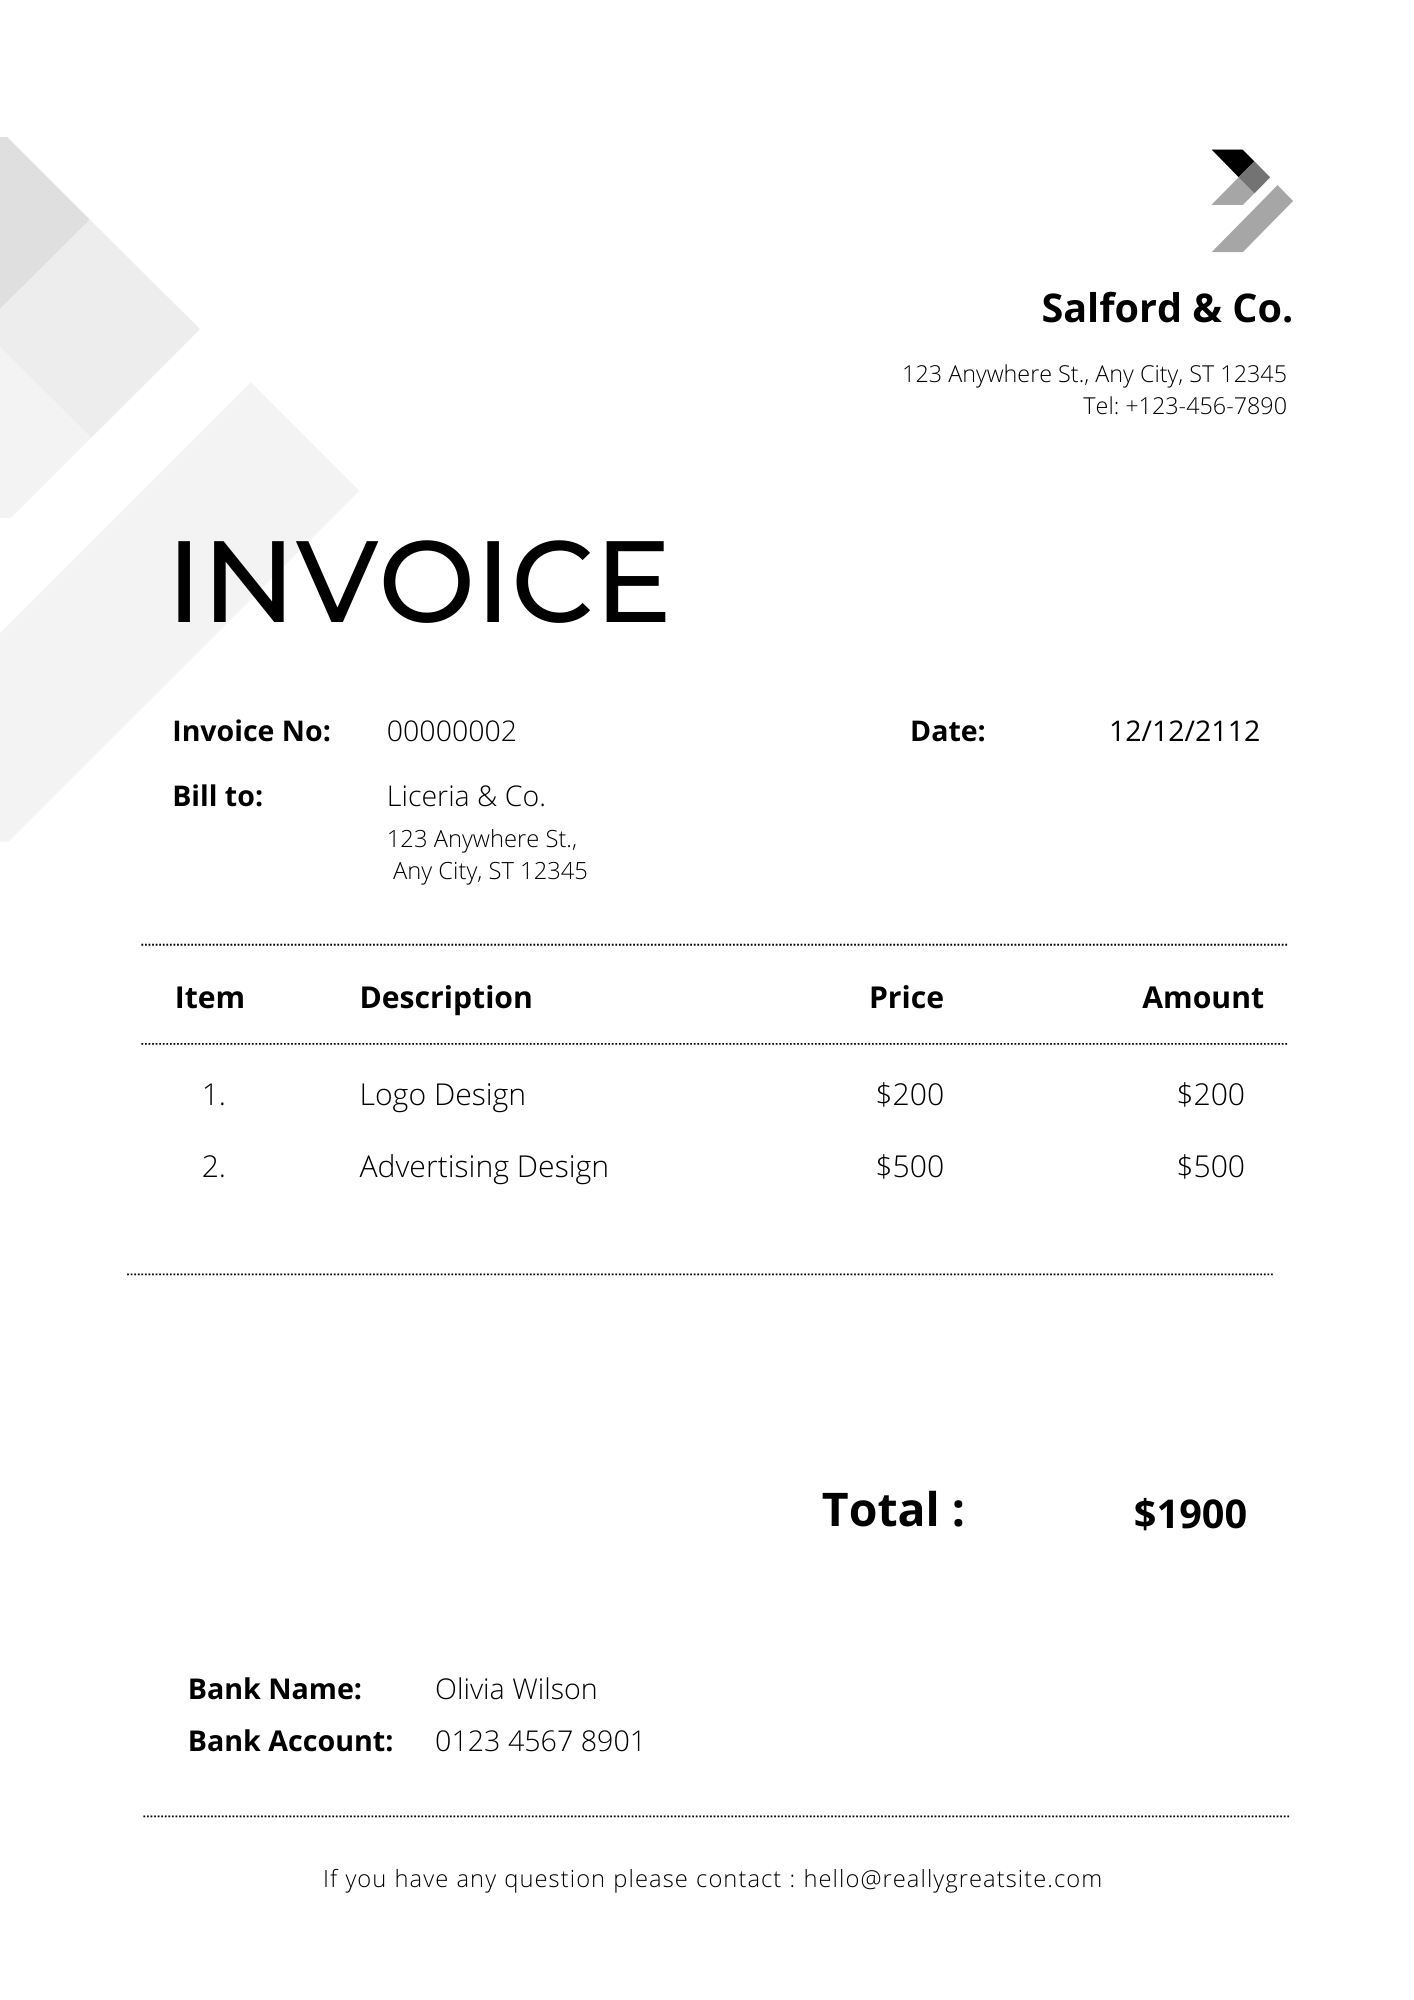 Salford & Co.
123 Anywhere St., Any City, ST 12345
Tel: +123-456-7890
INVOICE
Invoice No: 00000002 Date: 12/12/2112
Bill to: Liceria & Co.
123 Anywhere St.,
Any City, ST 12345
Item Description Price Amount
1. Logo Design $200 $200
2. Advertising Design $500 $500
Total : $1900
Bank Name: Olivia Wilson
Bank Account: 0123 4567 8901
If you have any question please contact : hello@reallygreatsite.com